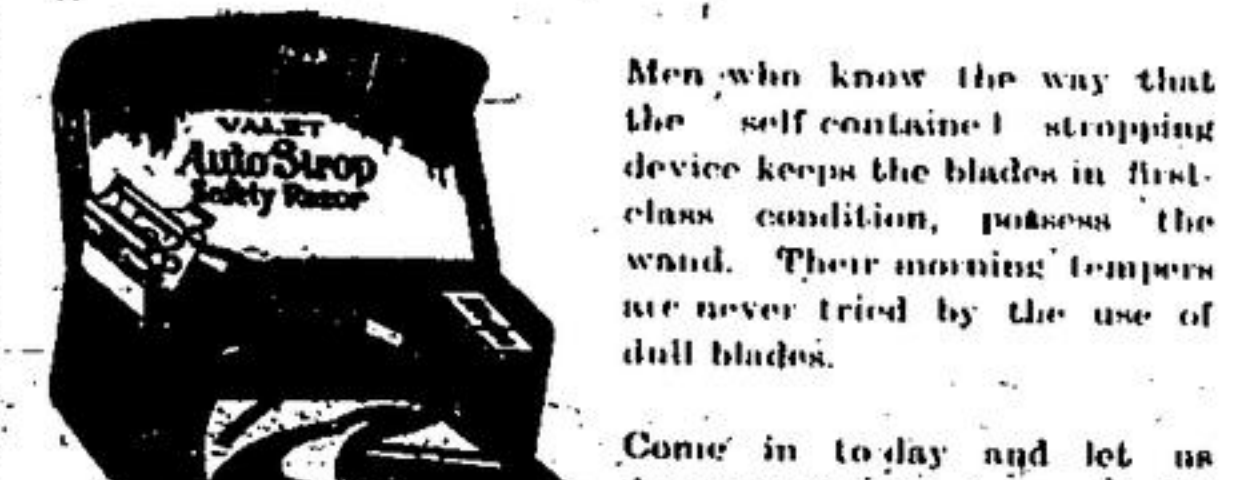 VALET
AutoStrop
Safety Razor
Men who know the way that
the self contained stropping
device keeps the blades in first-
class condition, possess the
wand. Their morning tempers
are never tried by the use of
dull blades.
Come in to-day and let us